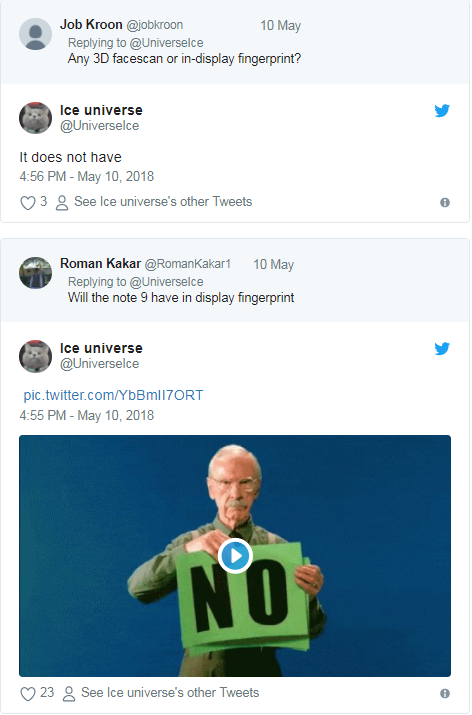 Job Kroon @jobkroon 10 May
Replying to @UniverseIce
Any 3D facescan or in-display fingerprint?
Ice universe
@UniverseIce
It does not have
4:56 PM - May 10, 2018
3 See Ice universe's other Tweets
Roman Kakar @RomanKakar1 10 May
Replying to @UniverseIce
Will the note 9 have in display fingerprint
Ice universe
@UniverseIce
pic.twitter.com/YbBmIl7ORT
4:55 PM - May 10, 2018
NO
23 See Ice universe's other Tweets